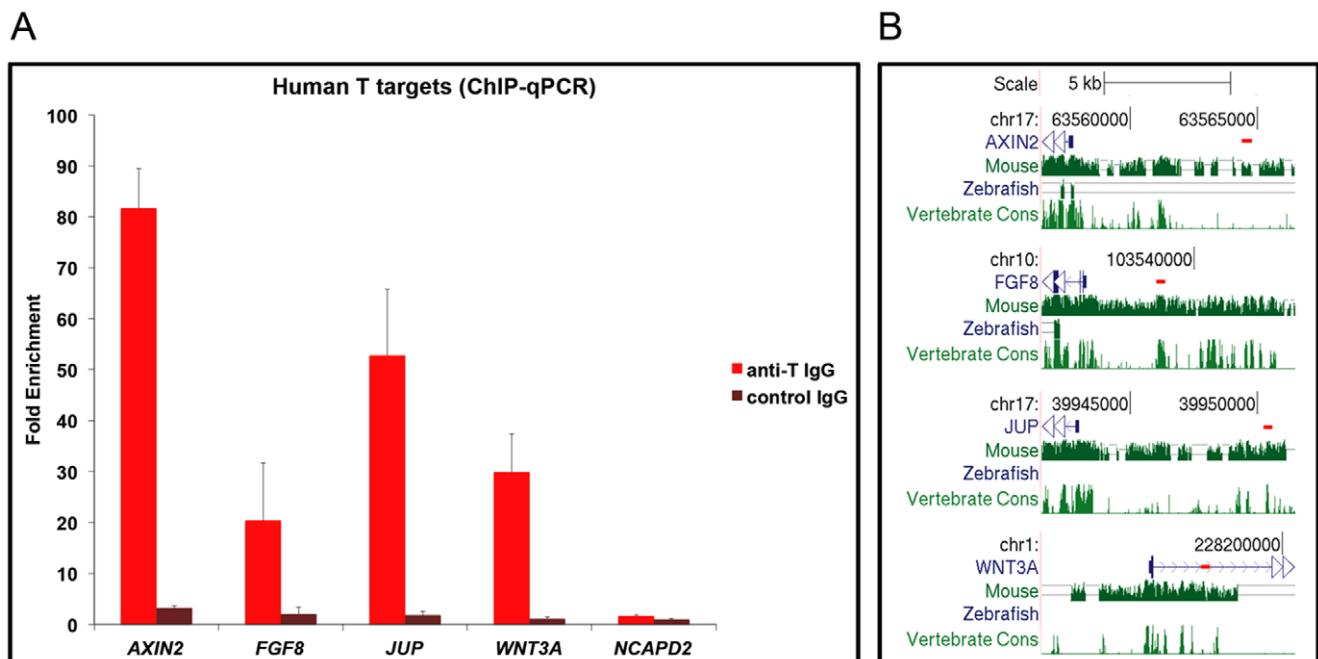 A
Human T targets (ChIP-qPCR)
Fold Enrichment
100
90
80
70
60
50
40
30
20
10
0
AXIN2
FGF8
JUP
WNT3A
NCAPD2
anti-T IgG
control IgG
B
Scale 5 kb
chr17: 63560000 63565000
AXIN2
Mouse
Zebrafish
Vertebrate Cons
chr10: 103540000
FGF8
Mouse
Zebrafish
Vertebrate Cons
chr17: 39945000 39950000
JUP
Mouse
Zebrafish
Vertebrate Cons
chr1: 228200000
WNT3A
Mouse
Zebrafish
Vertebrate Cons